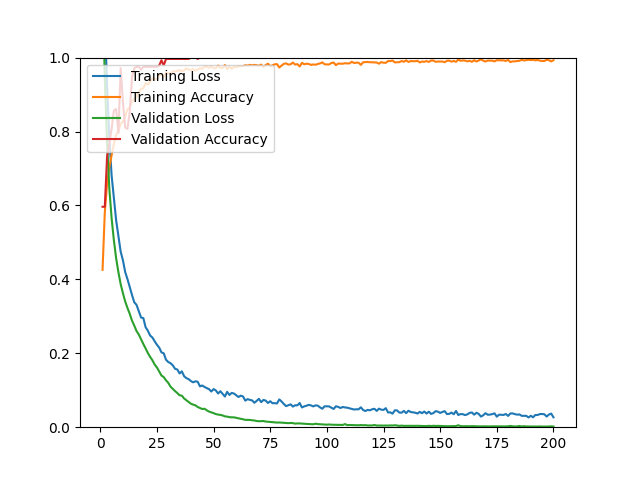 1.0
0.8
0.6
0.4
0.2
0.0
Training Loss
Training Accuracy
Validation Loss
Validation Accuracy
0 25 50 75 100 125 150 175 200